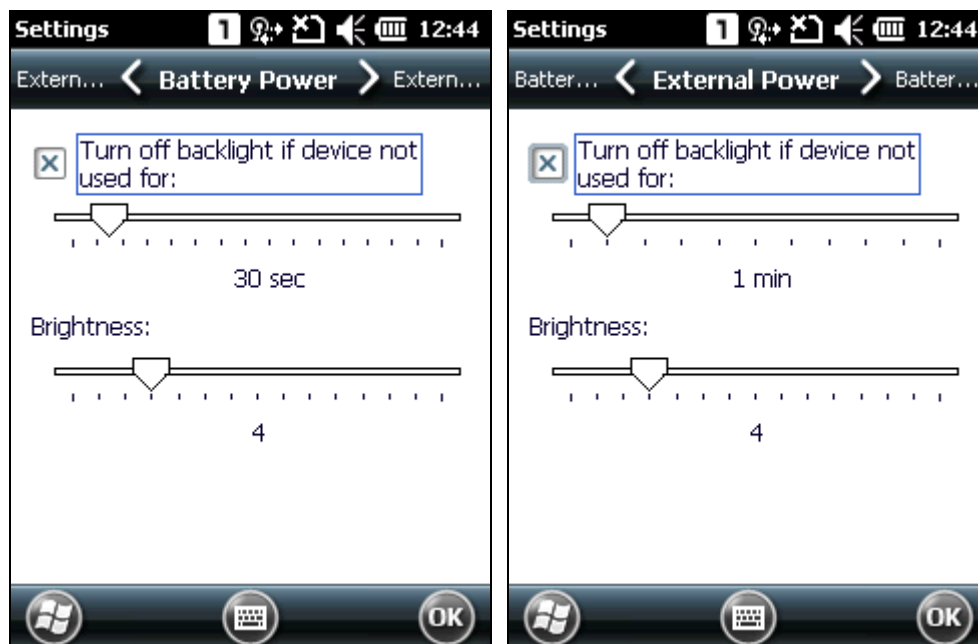 Settings 1 12:44
Extern... Battery Power Extern...
Turn off backlight if device not
used for:
30 sec
Brightness:
4
OK
Settings 1 12:44
Batter... External Power Batter...
Turn off backlight if device not
used for:
1 min
Brightness:
4
OK